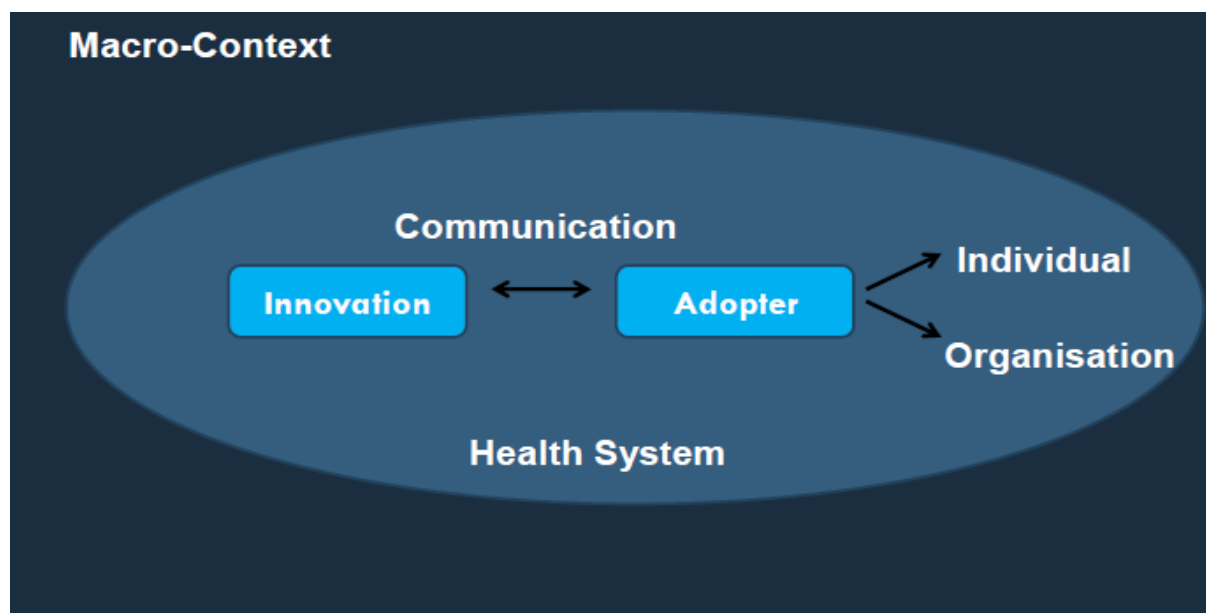 Macro-Context
Communication
Innovation
Adopter
Individual
Organisation
Health System